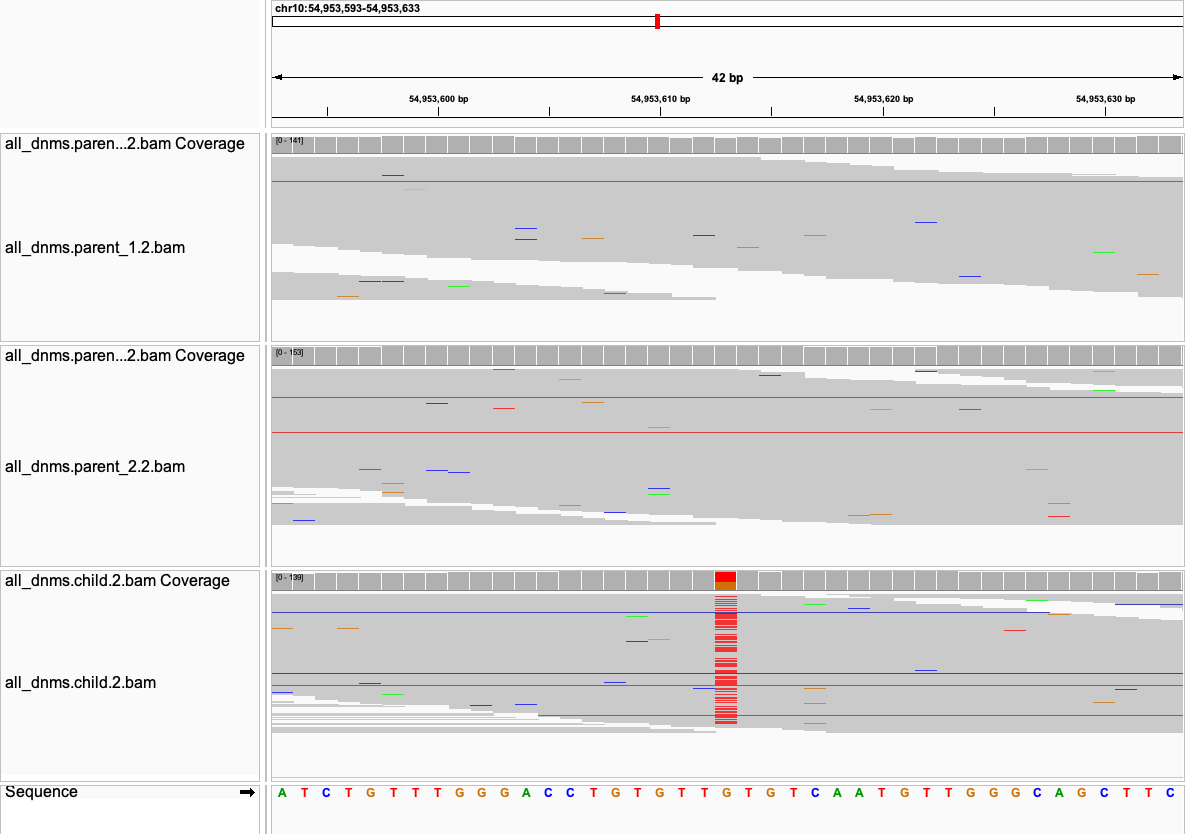 chr10:54,953,593-54,953,633
42 bp
54,953,600 bp 54,953,610 bp 54,953,620 bp 54,953,630 bp
all_dnms.paren...2.bam Coverage
[0 - 141]
all_dnms.parent_1.2.bam
all_dnms.paren...2.bam Coverage
[0 - 153]
all_dnms.parent_2.2.bam
all_dnms.child.2.bam Coverage
[0 - 139]
all_dnms.child.2.bam
Sequence A T C T G T T T G G G A C C T G T G T T G T G T C A A T G T T G G G C A G C T T C